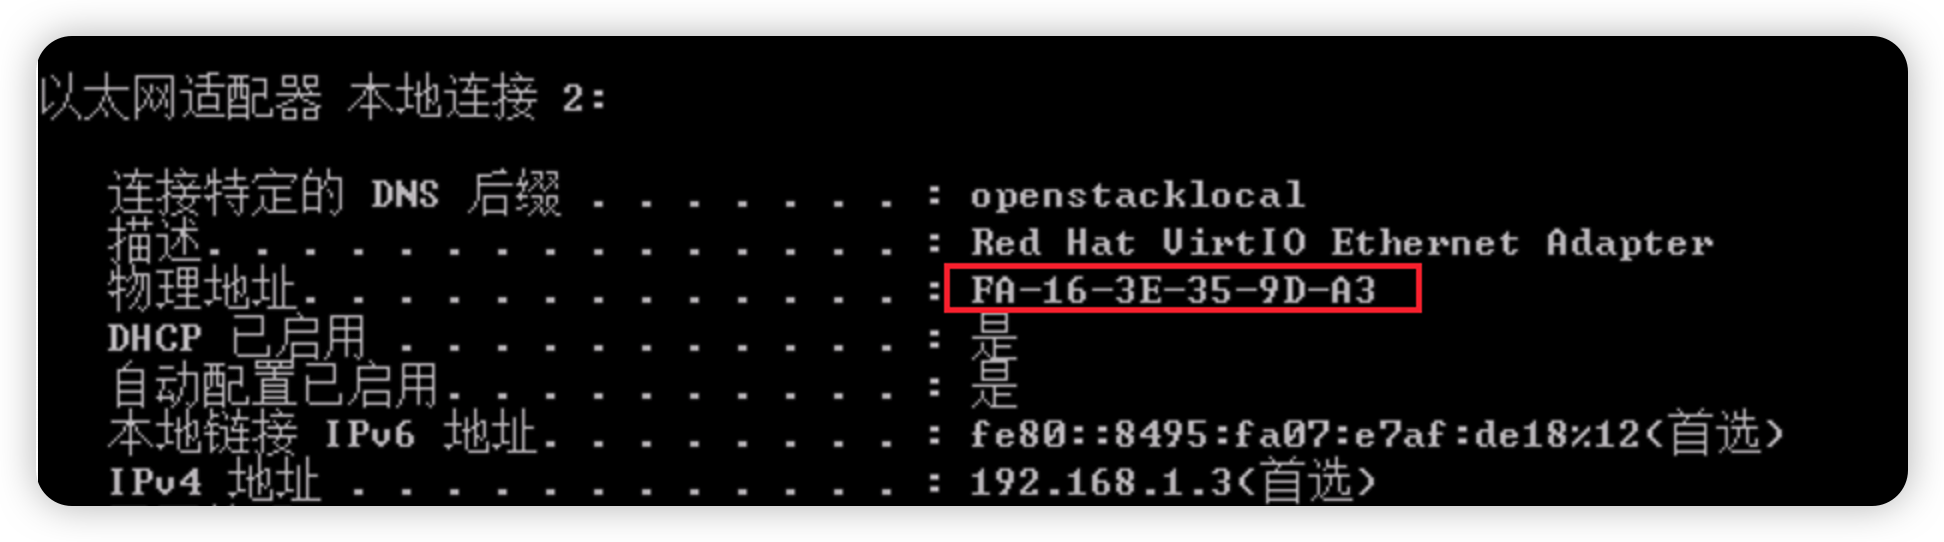 以太网适配器 本地连接 2:
连接特定的 DNS 后缀 . . . . . . . : openstacklocal
描述. . . . . . . . . . . . . . . : Red Hat VirtIO Ethernet Adapter
物理地址. . . . . . . . . . . . . : FA-16-3E-35-9D-A3
DHCP 已启用 . . . . . . . . . . . : 是
自动配置已启用. . . . . . . . . . : 是
本地链接 IPv6 地址. . . . . . . . : fe80::8495:fa07:e7af:de18%12(首选)
IPv4 地址 . . . . . . . . . . . . : 192.168.1.3(首选)